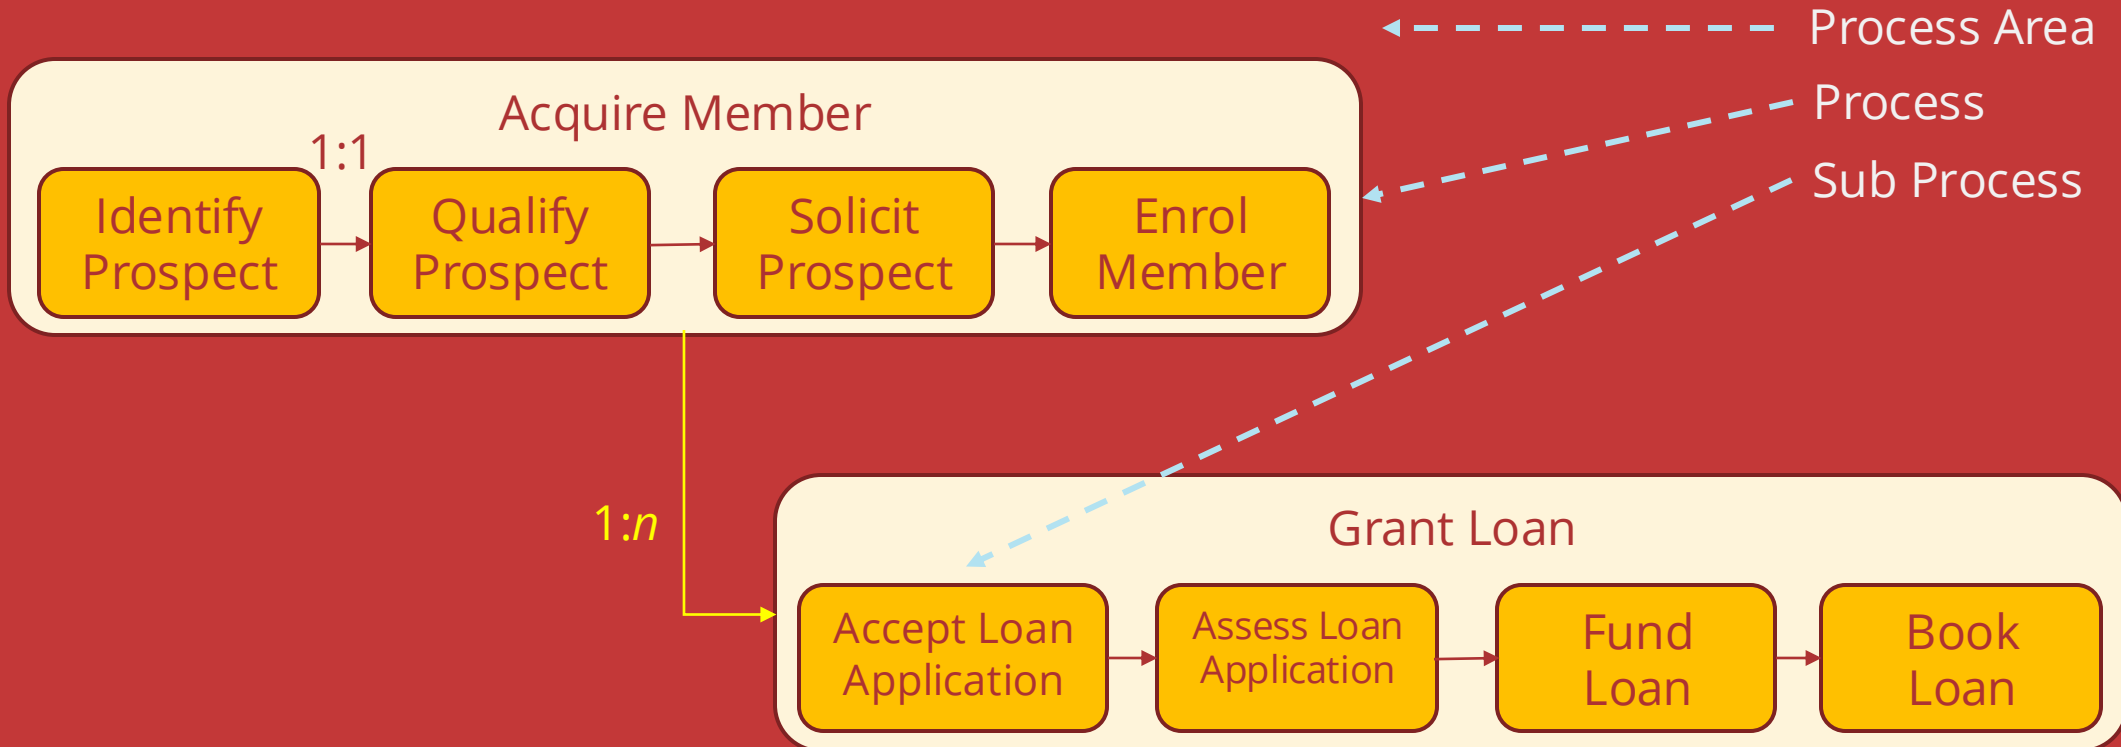 Process Area
Process
Sub Process
Acquire Member
1:1
Identify
Prospect
Qualify
Prospect
Solicit
Prospect
Enrol
Member
1:n
Grant Loan
Accept Loan
Application
Assess Loan
Application
Fund
Loan
Book
Loan